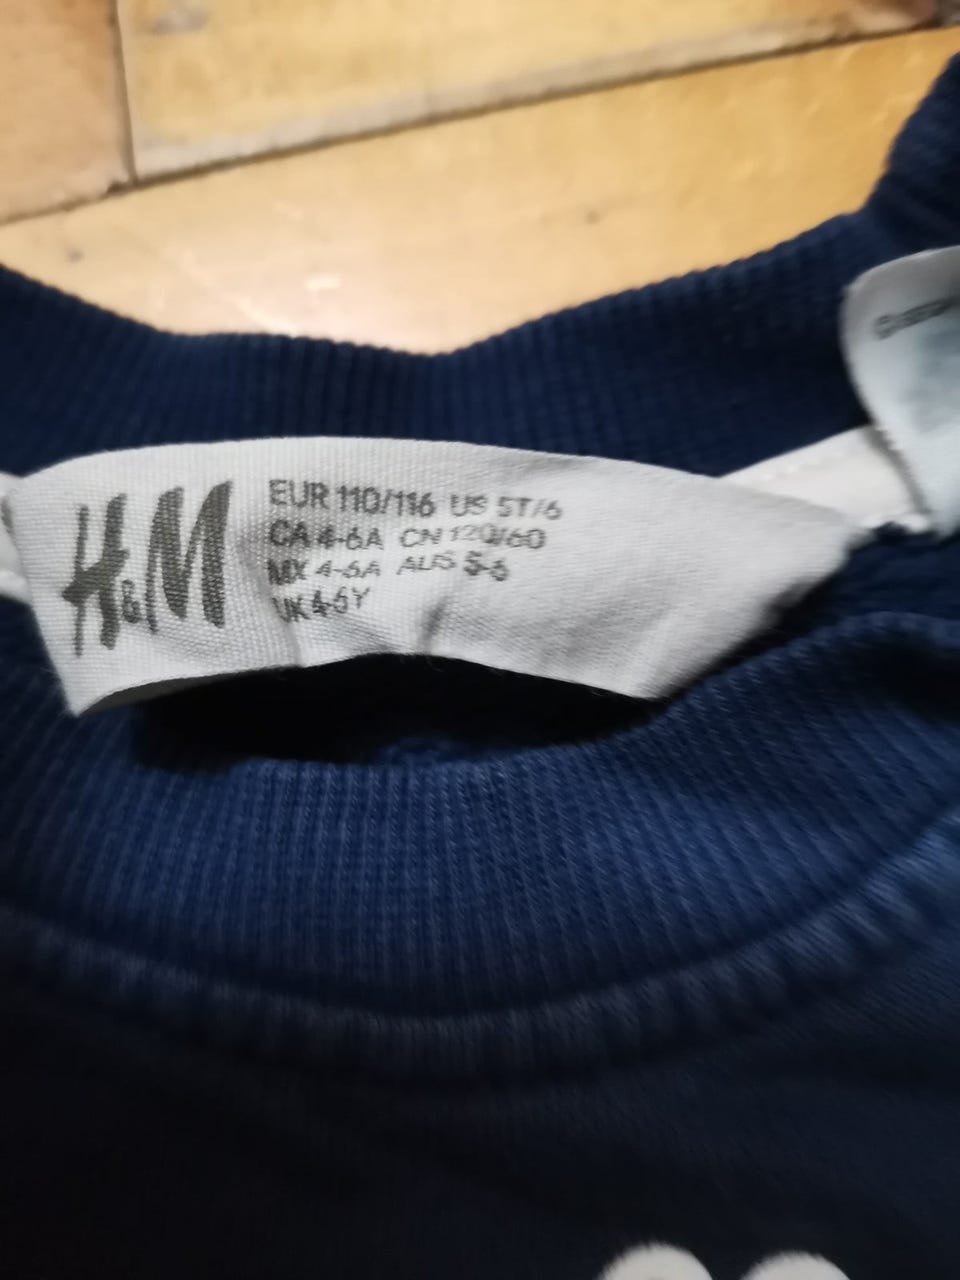 H&M
EUR 110/116 US 5T/6
CA 4-6A CN 120/60
MX 4-6A AUS 5-6
UK 4-6Y